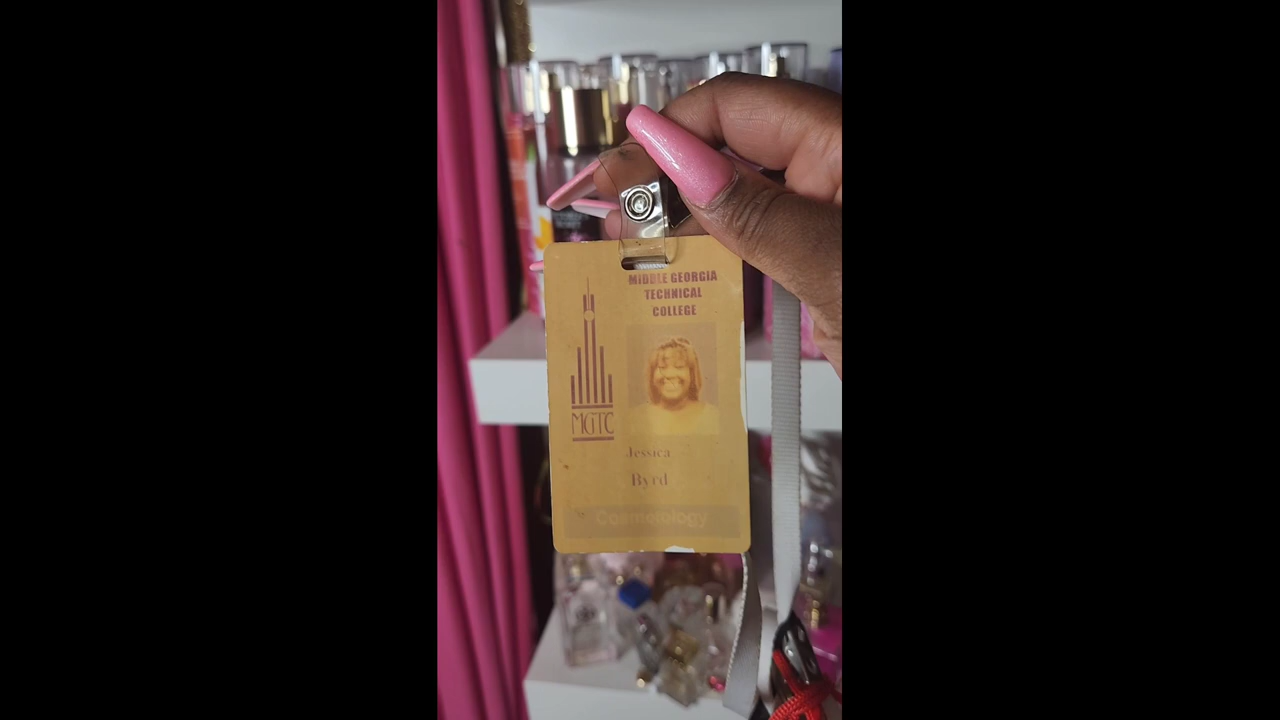 MIDDLE GEORGIA
TECHNICAL
COLLEGE
MGTC
Jessica
Byrd
Cosmetology